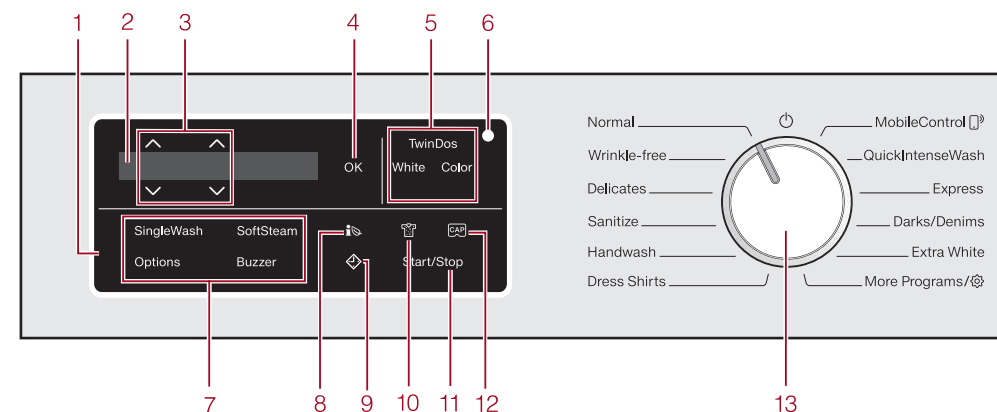 1 2 3 4 5 6
TwinDos
OK White Color
SingleWash SoftSteam
CAP
Options Buzzer
Start/Stop
7 8 9 10 11 12
Normal
Wrinkle-free
Delicates
Sanitize
Handwash
Dress Shirts
MobileControl
QuickIntenseWash
Express
Darks/Denims
Extra White
More Programs/
13